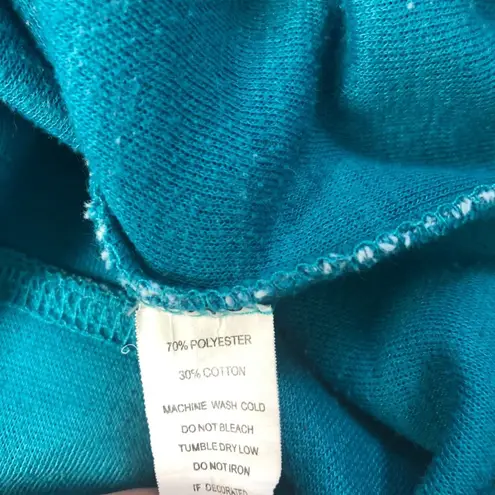 70% POLYESTER
30% COTTON
MACHINE WASH COLD
DO NOT BLEACH
TUMBLE DRY LOW
DO NOT IRON
IF DECORATED